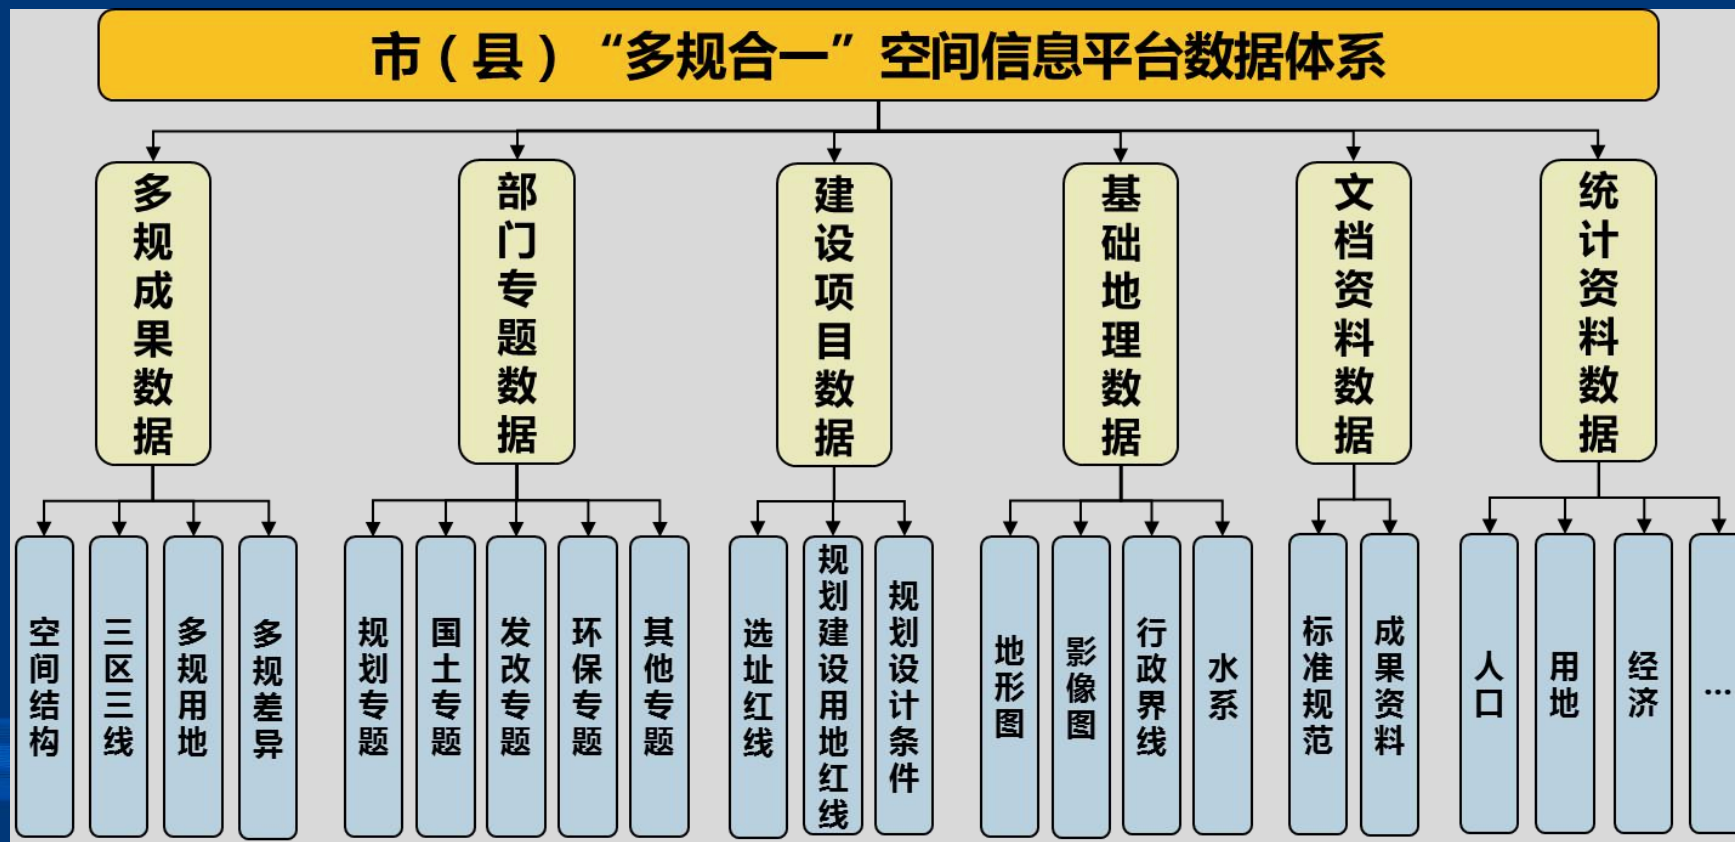 市（县）“多规合一”空间信息平台数据体系
多规成果数据
部门专题数据
建设项目数据
基础地理数据
文档资料数据
统计资料数据
空间结构
三区三线
多规用地
多规差异
规划专题
国土专题
发改专题
环保专题
其他专题
选址红线
规划建设用地红线
规划设计条件
地形图
影像图
行政界线
水系
标准规范
成果资料
人口
用地
经济
...